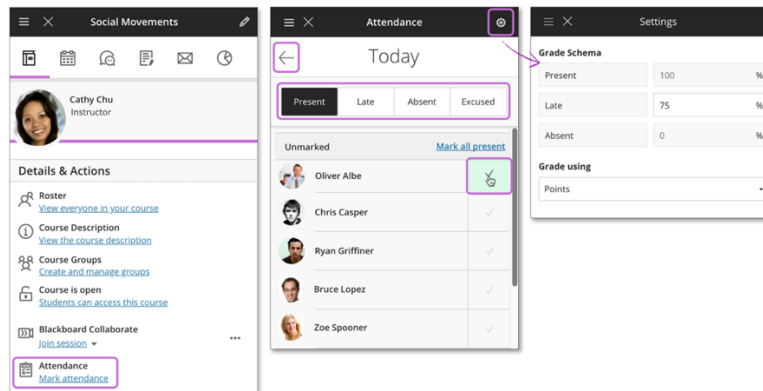 Social Movements
Cathy Chu
Instructor
Details & Actions
Roster
View everyone in your course
Course Description
View the course description
Course Groups
Create and manage groups
Course is open
Students can access this course
Blackboard Collaborate
Join session
Attendance
Mark attendance
Attendance
Today
Present Late Absent Excused
Unmarked Mark all present
Oliver Albe
Chris Casper
Ryan Griffiner
Bruce Lopez
Zoe Spooner
Settings
Grade Schema
Present 100 %
Late 75 %
Absent 0 %
Grade using
Points